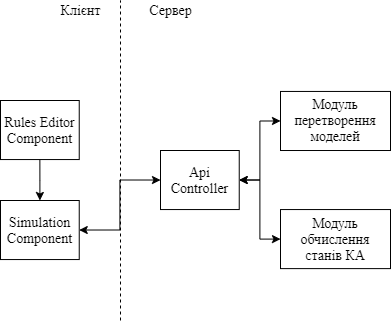 Клієнт
Сервер
Rules Editor
Component
Simulation
Component
Api
Controller
Модуль
перетворення
моделей
Модуль
обчислення
станів КА